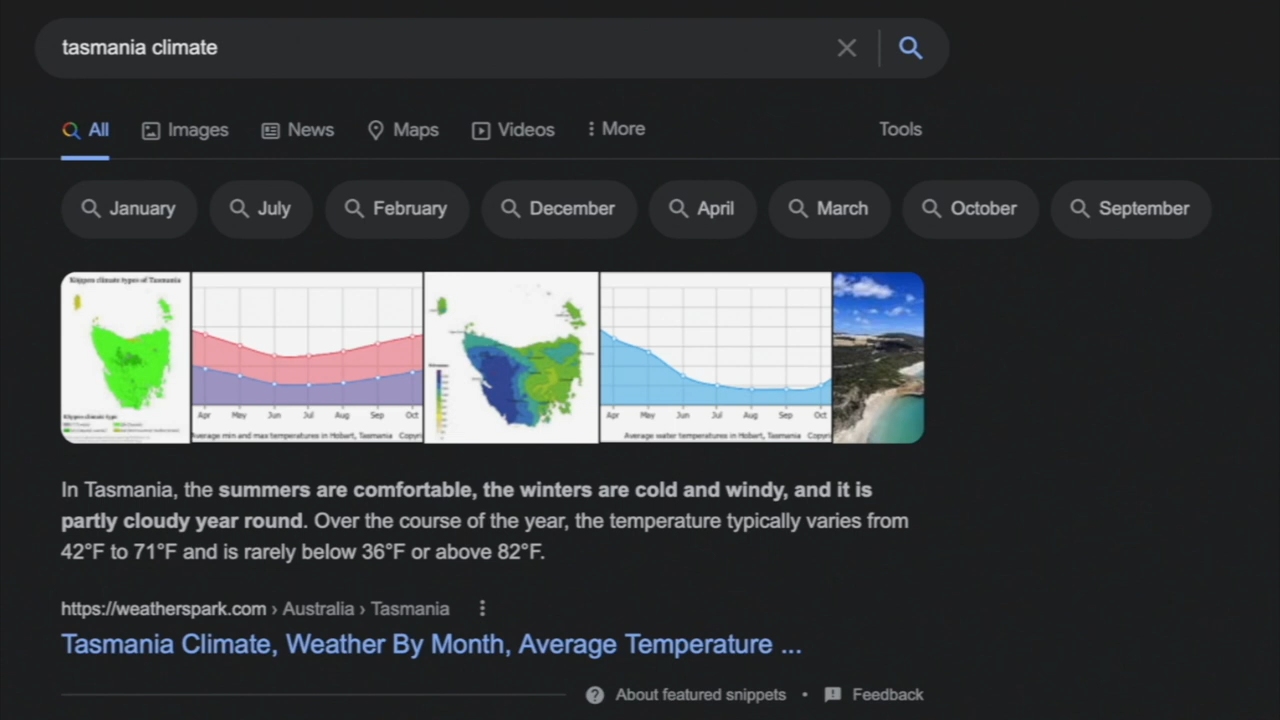 tasmania climate
All Images News Maps Videos More Tools
January July February December April March October September
Köppen climate types of Tasmania
Apr May Jun Jul Aug Sep Oct
Average min and max temperatures in Hobart, Tasmania
Apr May Jun Jul Aug Sep Oct
Average water temperatures in Hobart, Tasmania
In Tasmania, the summers are comfortable, the winters are cold and windy, and it is
partly cloudy year round. Over the course of the year, the temperature typically varies from
42°F to 71°F and is rarely below 36°F or above 82°F.
https://weatherspark.com › Australia › Tasmania
Tasmania Climate, Weather By Month, Average Temperature ...
About featured snippets • Feedback